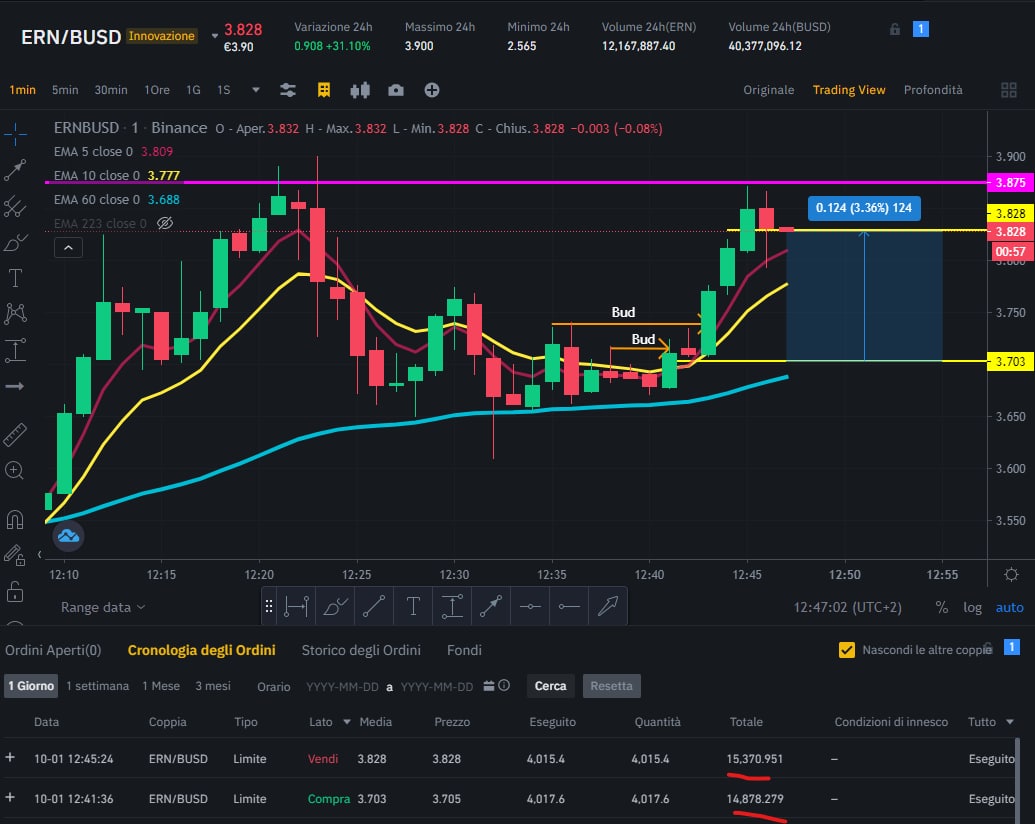 ERN/BUSD Innovazione 3.828 €3.90
Variazione 24h 0.908 +31.10%
Massimo 24h 3.900
Minimo 24h 2.565
Volume 24h(ERN) 12,167,887.40
Volume 24h(BUSD) 40,377,096.12
1
1min 5min 30min 1Ore 1G 1S Originale Trading View Profondità
ERNBUSD · 1 · Binance O - Aper.3.832 H - Max.3.832 L - Min.3.828 C - Chius.3.828 −0.003 (−0.08%)
EMA 5 close 0 3.809
EMA 10 close 0 3.777
EMA 60 close 0 3.688
EMA 223 close 0
3.900
3.875
0.124 (3.36%) 124
3.828
3.828
00:57
3.800
3.750
Bud
Bud
3.703
3.650
3.600
3.550
12:10 12:15 12:20 12:25 12:30 12:35 12:40 12:45 12:50 12:55
Range data 12:47:02 (UTC+2) % log auto
Ordini Aperti(0) Cronologia degli Ordini Storico degli Ordini Fondi Nascondi le altre coppie 1
1 Giorno 1 settimana 1 Mese 3 mesi Orario YYYY-MM-DD a YYYY-MM-DD Cerca Resetta
Data Coppia Tipo Lato Media Prezzo Eseguito Quantità Totale Condizioni di innesco Tutto
+ 10-01 12:45:24 ERN/BUSD Limite Vendi 3.828 3.828 4,015.4 4,015.4 15,370.951 – Eseguito
+ 10-01 12:41:36 ERN/BUSD Limite Compra 3.703 3.705 4,017.6 4,017.6 14,878.279 – Eseguito